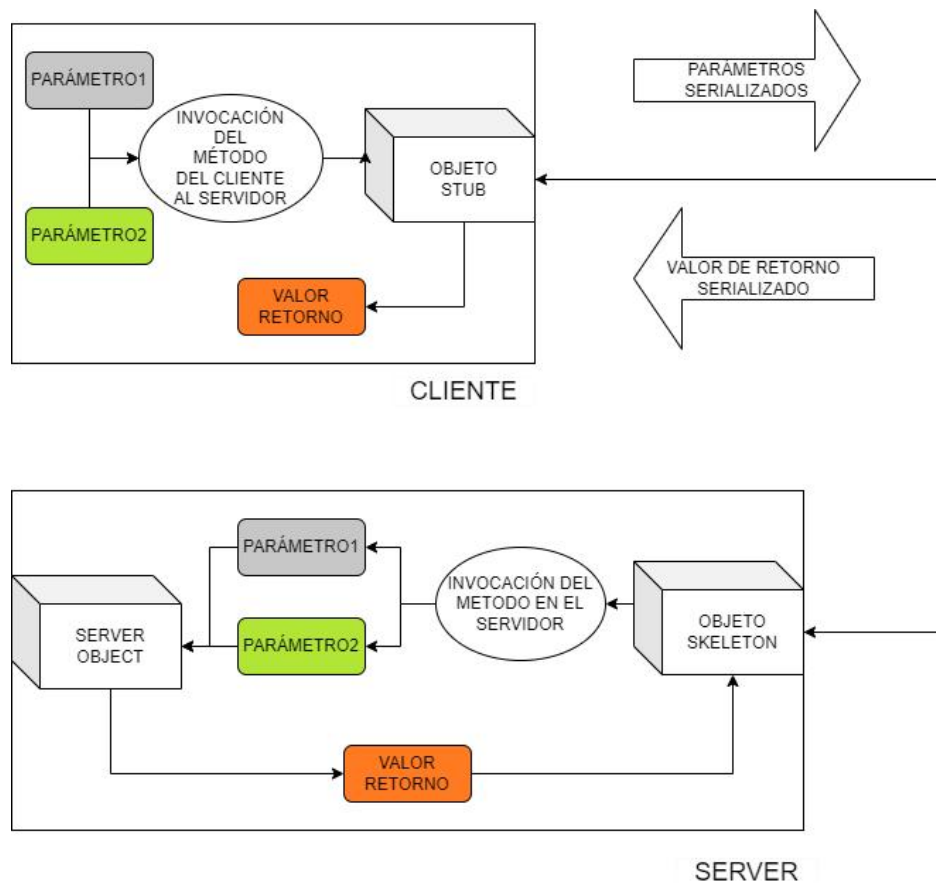 PARÁMETRO1
INVOCACIÓN
DEL
MÉTODO
DEL CLIENTE
AL SERVIDOR
PARÁMETRO2
OBJETO
STUB
VALOR
RETORNO
PARÁMETROS
SERIALIZADOS
VALOR DE RETORNO
SERIALIZADO
CLIENTE
PARÁMETRO1
PARÁMETRO2
SERVER
OBJECT
INVOCACIÓN DEL
METODO EN EL
SERVIDOR
OBJETO
SKELETON
VALOR
RETORNO
SERVER